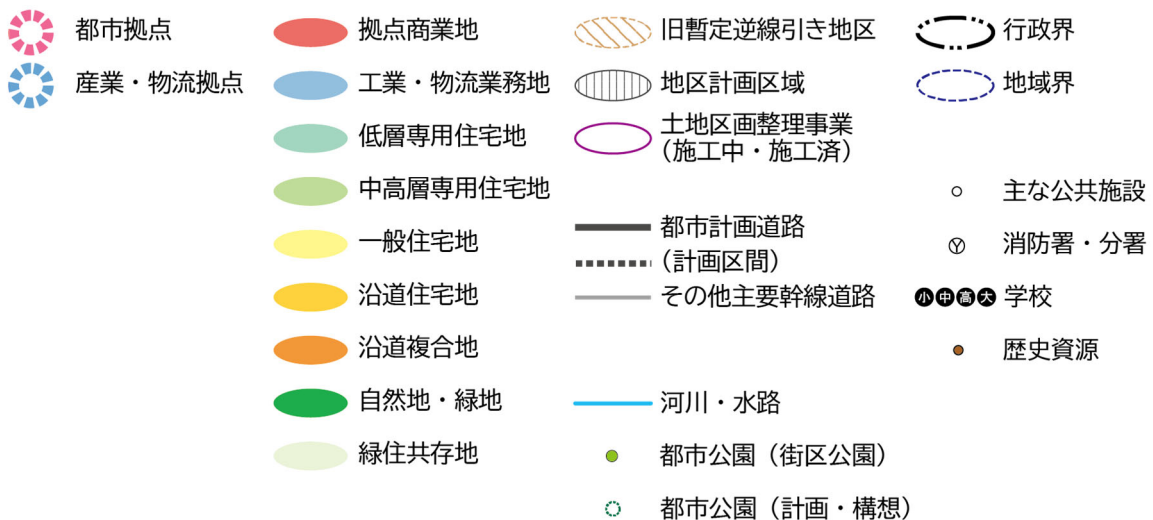 都市拠点
産業・物流拠点
拠点商業地
工業・物流業務地
低層専用住宅地
中高層専用住宅地
一般住宅地
沿道住宅地
沿道複合地
自然地・緑地
緑住共存地
旧暫定逆線引き地区
地区計画区域
土地区画整理事業
(施工中・施工済)
都市計画道路
(計画区間)
その他主要幹線道路
河川・水路
都市公園(街区公園)
都市公園(計画・構想)
行政界
地域界
主な公共施設
Y 消防署・分署
小中高大 学校
歴史資源